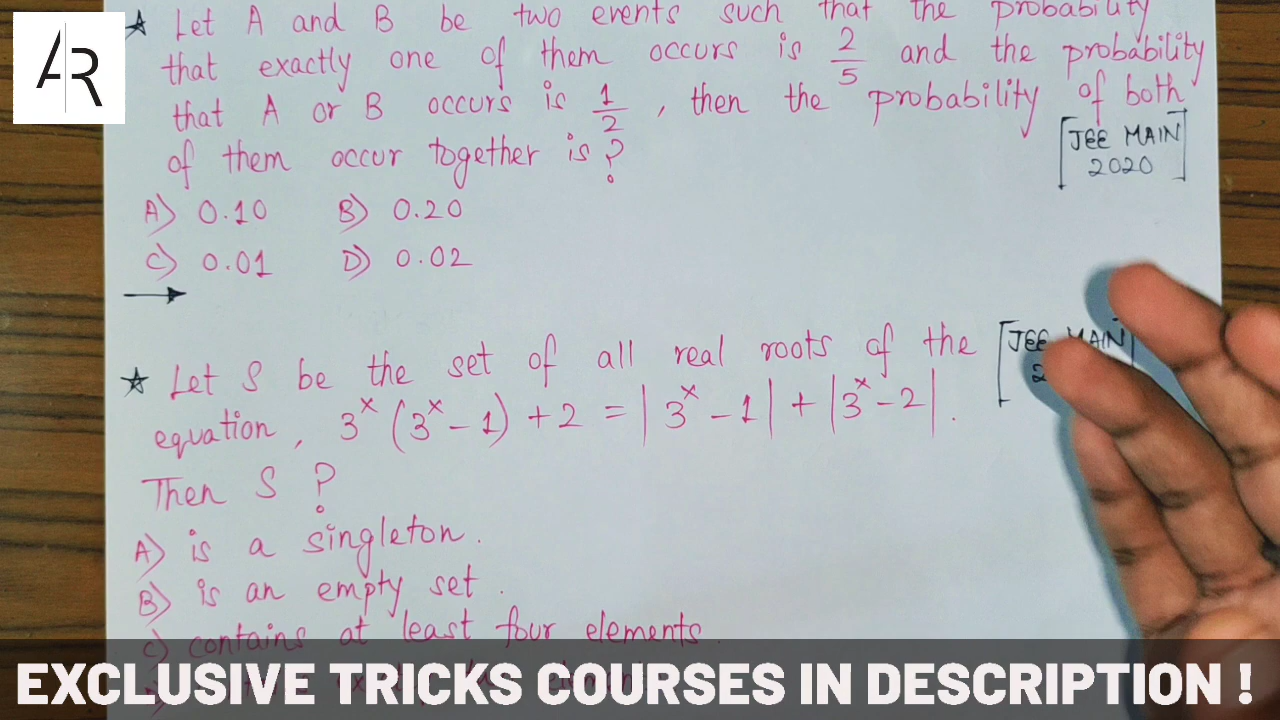 AR
★ Let A and B be two events such that the probability
that exactly one of them occurs is 2/5 and the probability
that A or B occurs is 1/2, then the probability of both
of them occur together is ?
[JEE MAIN 2020]
A) 0.10 B) 0.20
C) 0.01 D) 0.02
→
★ Let S be the set of all real roots of the [JEE MAIN
equation, 3^x (3^x - 1) + 2 = |3^x - 1| + |3^x - 2|.
Then S ?
A) is a singleton.
B) is an empty set.
C) contains at least four elements.
EXCLUSIVE TRICKS COURSES IN DESCRIPTION !